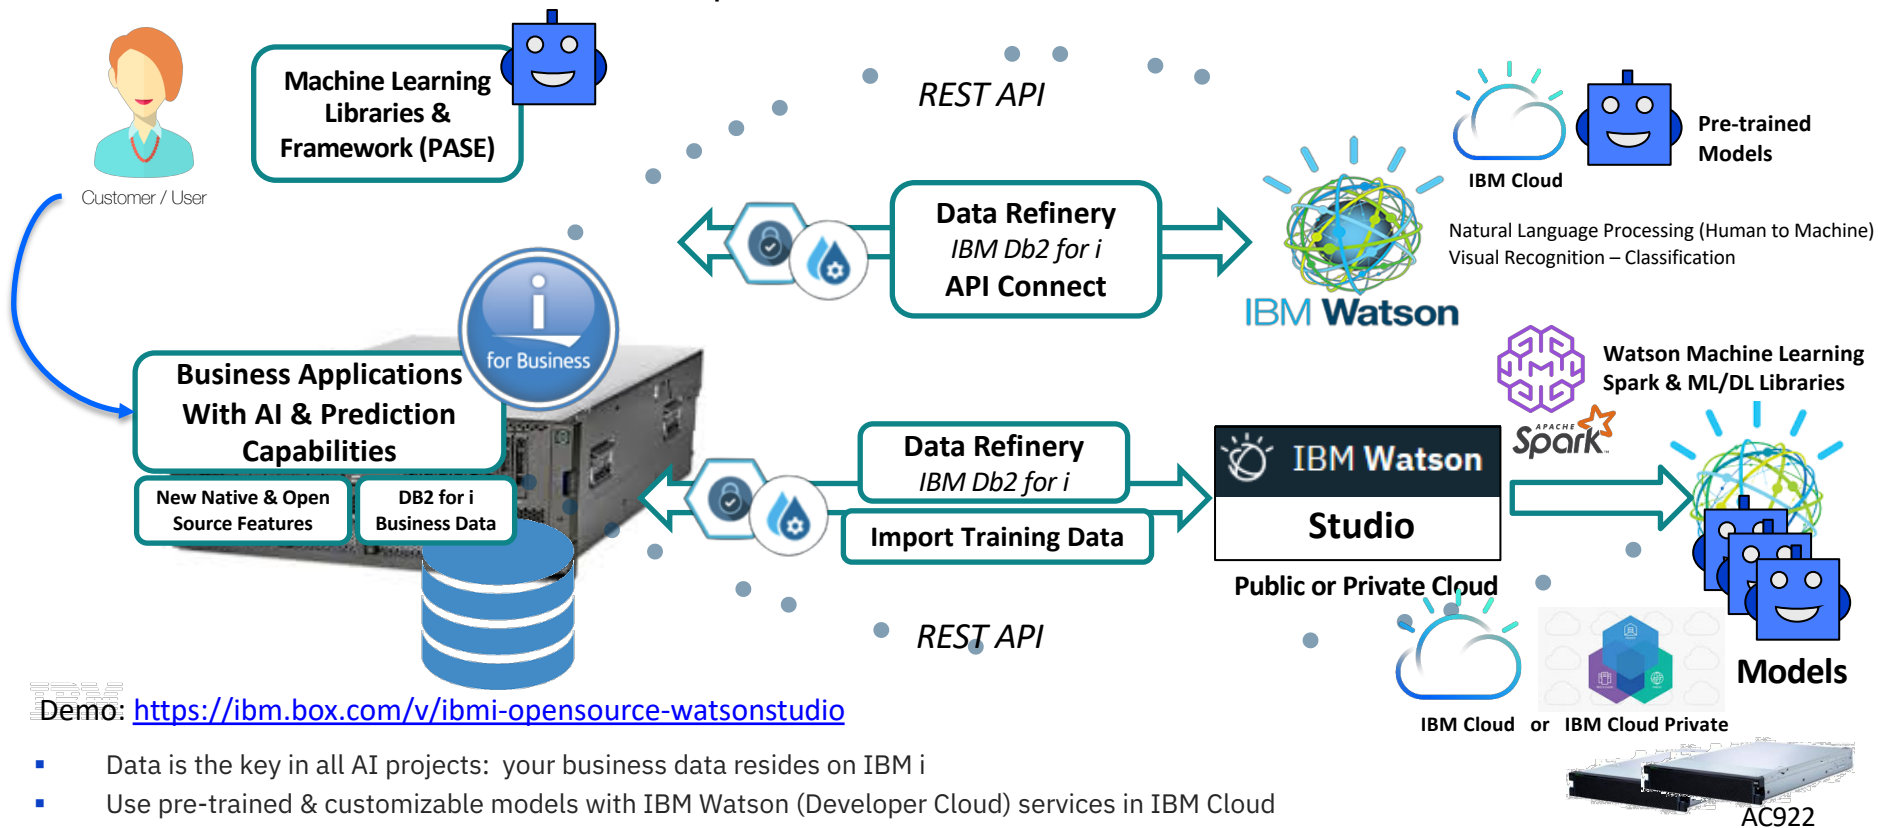 Machine Learning
Libraries &
Framework (PASE)
Customer / User
REST API
IBM Cloud
Pre-trained
Models
Data Refinery
IBM Db2 for i
API Connect
IBM Watson
Natural Language Processing (Human to Machine)
Visual Recognition – Classification
i
for Business
Business Applications
With AI & Prediction
Capabilities
New Native & Open
Source Features
DB2 for i
Business Data
Data Refinery
IBM Db2 for i
Import Training Data
IBM Watson
Studio
Public or Private Cloud
Watson Machine Learning
Spark & ML/DL Libraries
APACHE
Spark
REST API
Models
IBM Cloud or IBM Cloud Private
AC922
Demo: https://ibm.box.com/v/ibmi-opensource-watsonstudio
▪ Data is the key in all AI projects: your business data resides on IBM i
▪ Use pre-trained & customizable models with IBM Watson (Developer Cloud) services in IBM Cloud